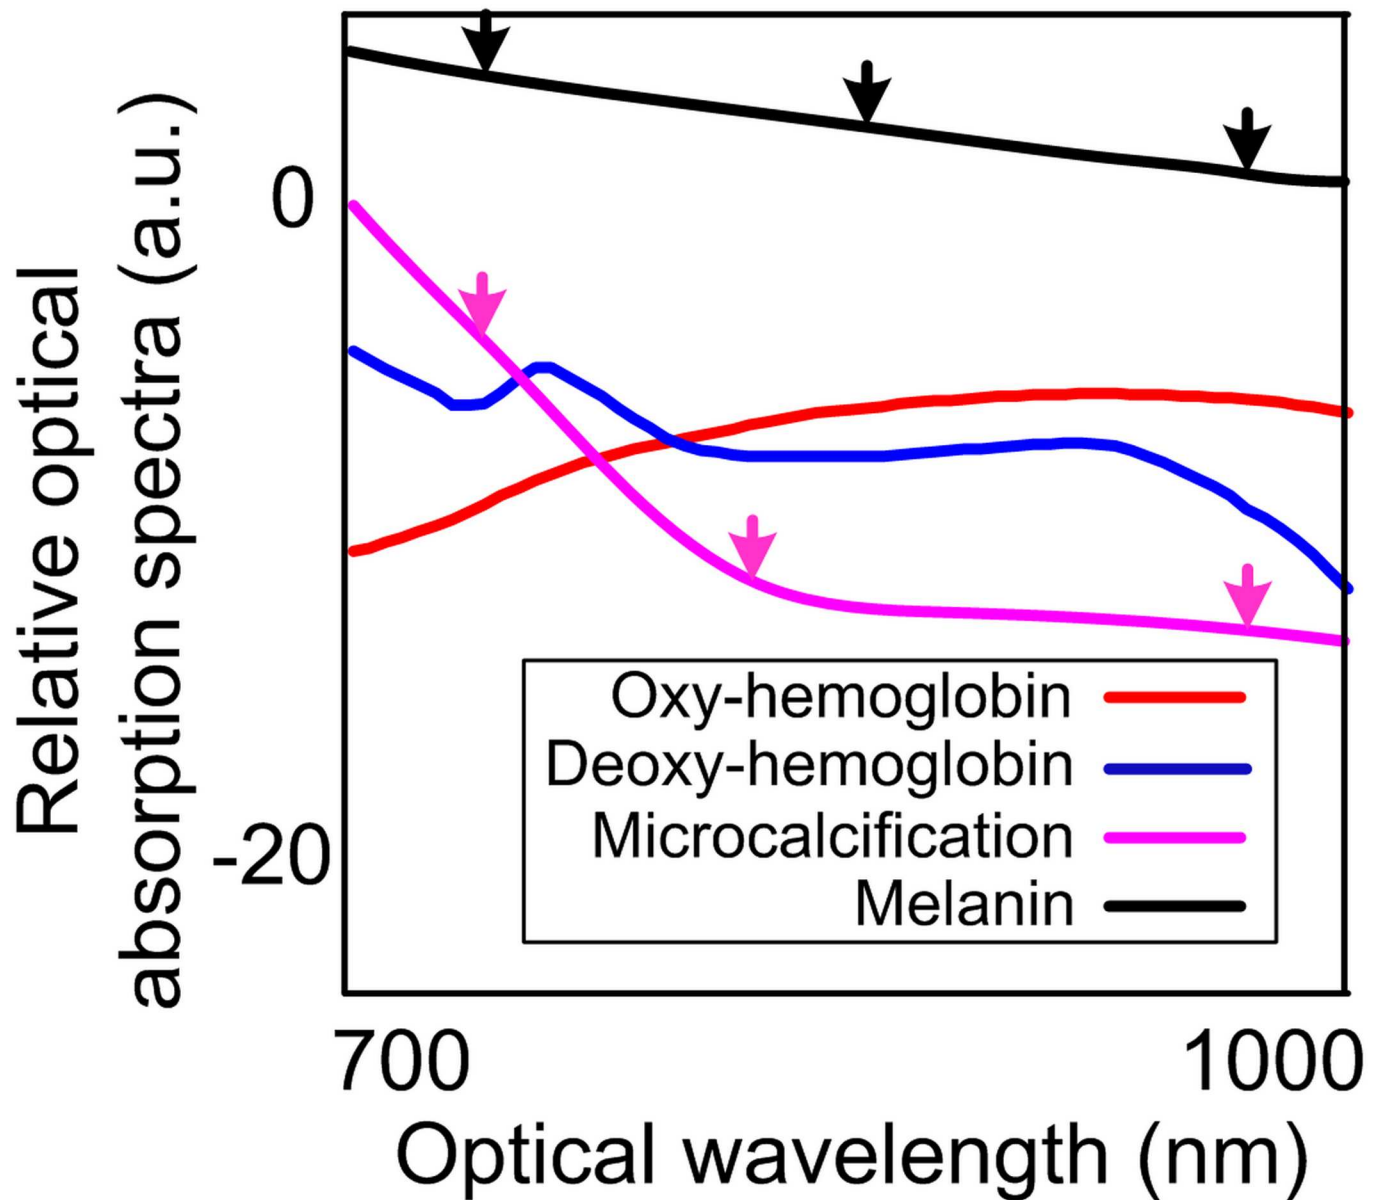 Relative optical
absorption spectra (a.u.)
0
-20
Oxy-hemoglobin
Deoxy-hemoglobin
Microcalcification
Melanin
700
1000
Optical wavelength (nm)